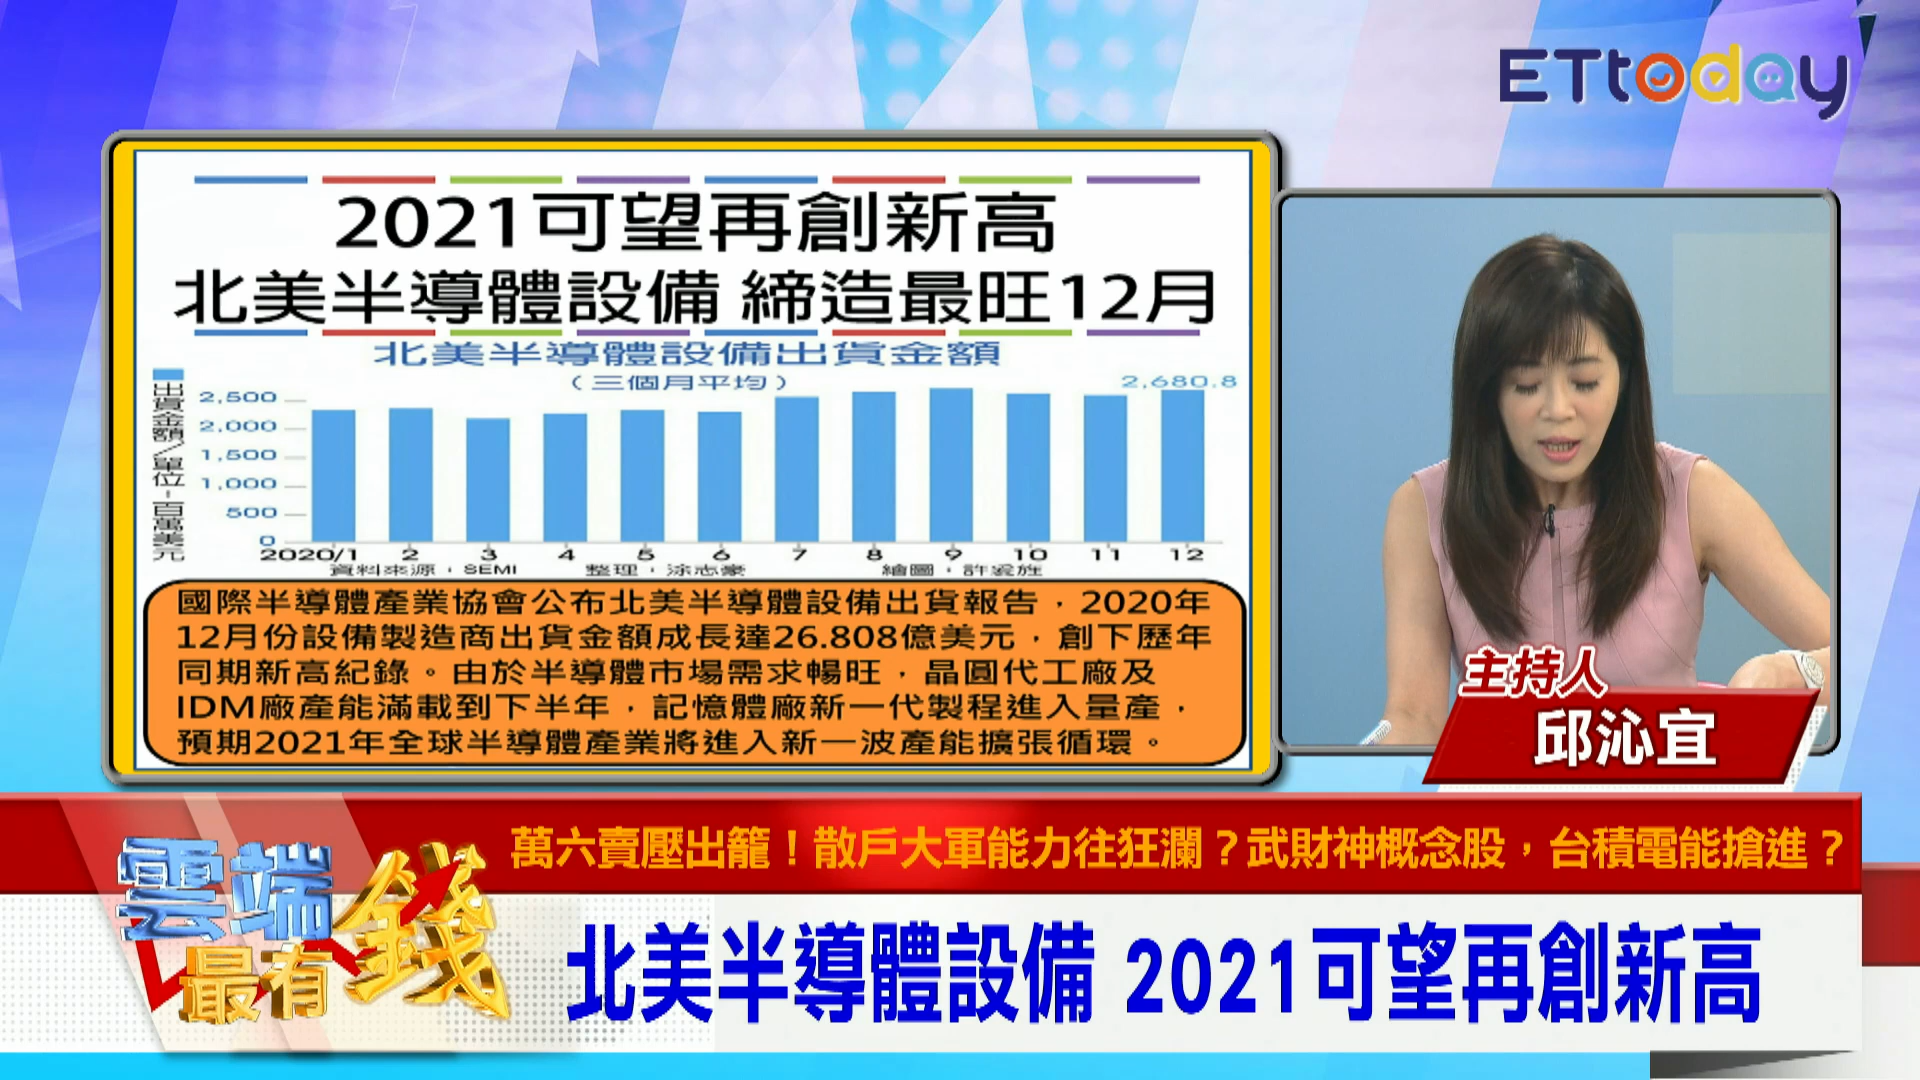 ETtoday
2021可望再創新高
北美半導體設備 締造最旺12月
北美半導體設備出貨金額
(三個月平均)
出貨金額/單位-百萬美元
2,680.8
2,500
2,000
1,500
1,000
500
0
2020/1 2 3 4 5 6 7 8 9 10 11 12
資料來源:SEMI 整理:涂志豪
國際半導體產業協會公布北美半導體設備出貨報告,2020年
12月份設備製造商出貨金額成長達26.808億美元,創下歷年
同期新高紀錄。由於半導體市場需求暢旺,晶圓代工廠及
IDM廠產能滿載到下半年,記憶體廠新一代製程進入量產,
預期2021年全球半導體產業將進入新一波產能擴張循環。
主持人
邱沁宜
萬六賣壓出籠!散戶大軍能力往狂瀾?武財神概念股,台積電能搶進?
雲端
最有錢
北美半導體設備 2021可望再創新高